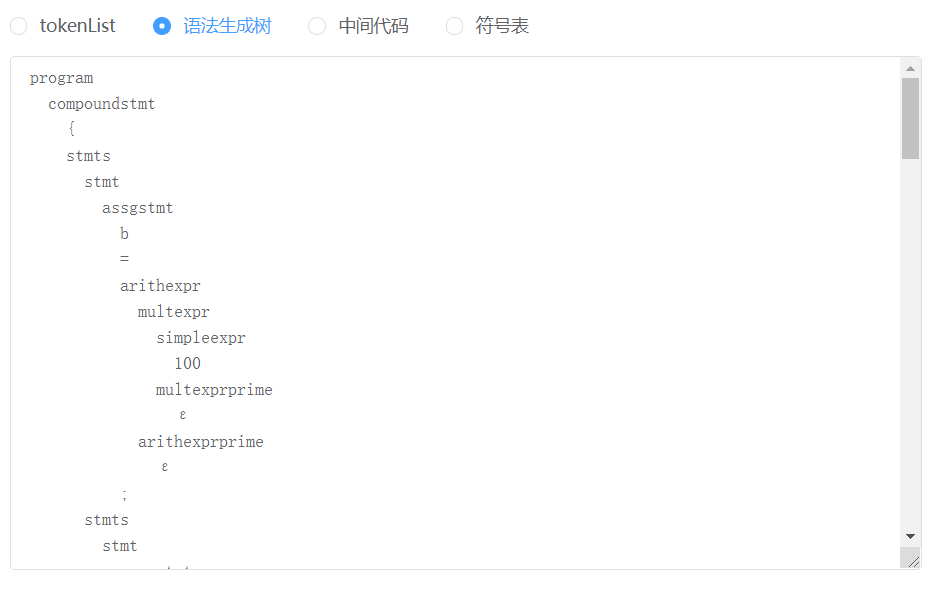 tokenList 语法生成树 中间代码 符号表
program
compoundstmt
{
stmts
stmt
assgstmt
b
=
arithexpr
multexpr
simpleexpr
100
multexprprime
ε
arithexprprime
ε
;
stmts
stmt